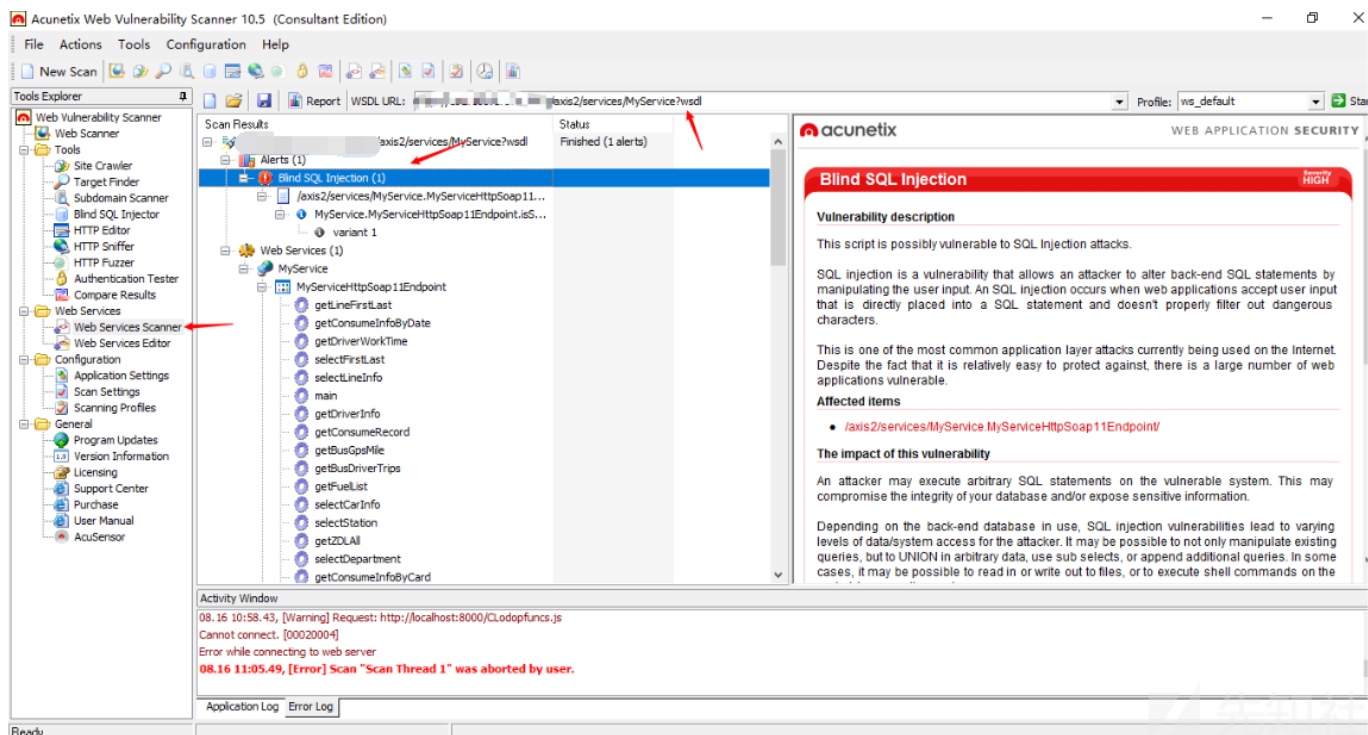 Acunetix Web Vulnerability Scanner 10.5 (Consultant Edition)
File Actions Tools Configuration Help
New Scan
Tools Explorer
Report WSDL URL: axis2/services/MyService?wsdl Profile: ws_default Star
Web Vulnerability Scanner
Web Scanner
Tools
Site Crawler
Target Finder
Subdomain Scanner
Blind SQL Injector
HTTP Editor
HTTP Sniffer
HTTP Fuzzer
Authentication Tester
Compare Results
Web Services
Web Services Scanner
Web Services Editor
Configuration
Application Settings
Scan Settings
Scanning Profiles
General
Program Updates
Version Information
Licensing
Support Center
Purchase
User Manual
AcuSensor
Scan Results Status
/axis2/services/MyService?wsdl Finished (1 alerts)
Alerts (1)
Blind SQL Injection (1)
/axis2/services/MyService.MyServiceHttpSoap11...
MyService.MyServiceHttpSoap11Endpoint.isS...
variant 1
Web Services (1)
MyService
MyServiceHttpSoap11Endpoint
getLineFirstLast
getConsumeInfoByDate
getDriverWorkTime
selectFirstLast
selectLineInfo
main
getDriverInfo
getConsumeRecord
getBusGpsMile
getBusDriverTrips
getFuelList
selectCarInfo
selectStation
getZDLAll
selectDepartment
getConsumeInfoByCard
acunetix WEB APPLICATION SECURITY
Blind SQL Injection Severity HIGH
Vulnerability description
This script is possibly vulnerable to SQL Injection attacks.
SQL injection is a vulnerability that allows an attacker to alter back-end SQL statements by
manipulating the user input. An SQL injection occurs when web applications accept user input
that is directly placed into a SQL statement and doesn't properly filter out dangerous
characters.
This is one of the most common application layer attacks currently being used on the Internet.
Despite the fact that it is relatively easy to protect against, there is a large number of web
applications vulnerable.
Affected items
/axis2/services/MyService.MyServiceHttpSoap11Endpoint/
The impact of this vulnerability
An attacker may execute arbitrary SQL statements on the vulnerable system. This may
compromise the integrity of your database and/or expose sensitive information.
Depending on the back-end database in use, SQL injection vulnerabilities lead to varying
levels of data/system access for the attacker. It may be possible to not only manipulate existing
queries, but to UNION in arbitrary data, use sub selects, or append additional queries. In some
cases, it may be possible to read in or write out to files, or to execute shell commands on the
Activity Window
08.16 10:58.43, [Warning] Request: http://localhost:8000/CLodopfuncs.js
Cannot connect. [00020004]
Error while connecting to web server
08.16 11:05.49, [Error] Scan "Scan Thread 1" was aborted by user.
Application Log Error Log
Ready